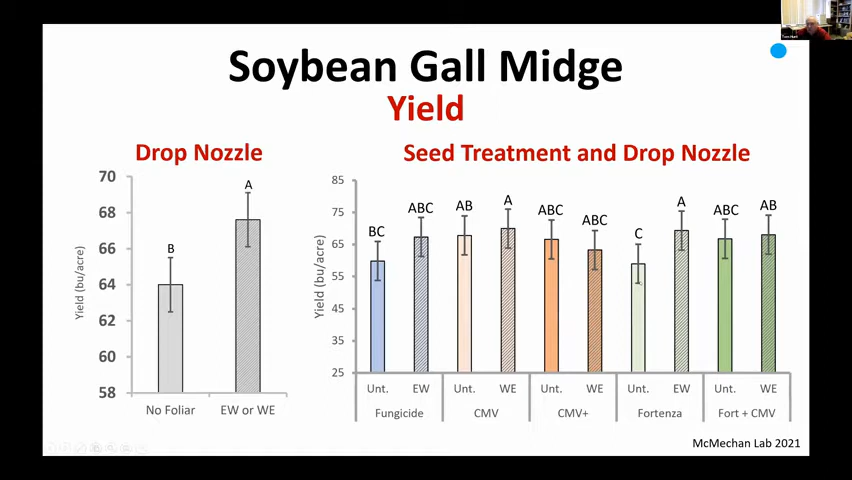 Soybean Gall Midge
Yield
Drop Nozzle
Seed Treatment and Drop Nozzle
Yield (bu/acre)
70
68
66
64
62
60
58
B
A
No Foliar
EW or WE
Yield (bu/acre)
85
75
65
55
45
35
25
BC
ABC
AB
A
ABC
ABC
C
A
ABC
AB
Unt.
EW
Unt.
WE
Unt.
WE
Unt.
EW
Unt.
WE
Fungicide
CMV
CMV+
Fortenza
Fort + CMV
McMechan Lab 2021